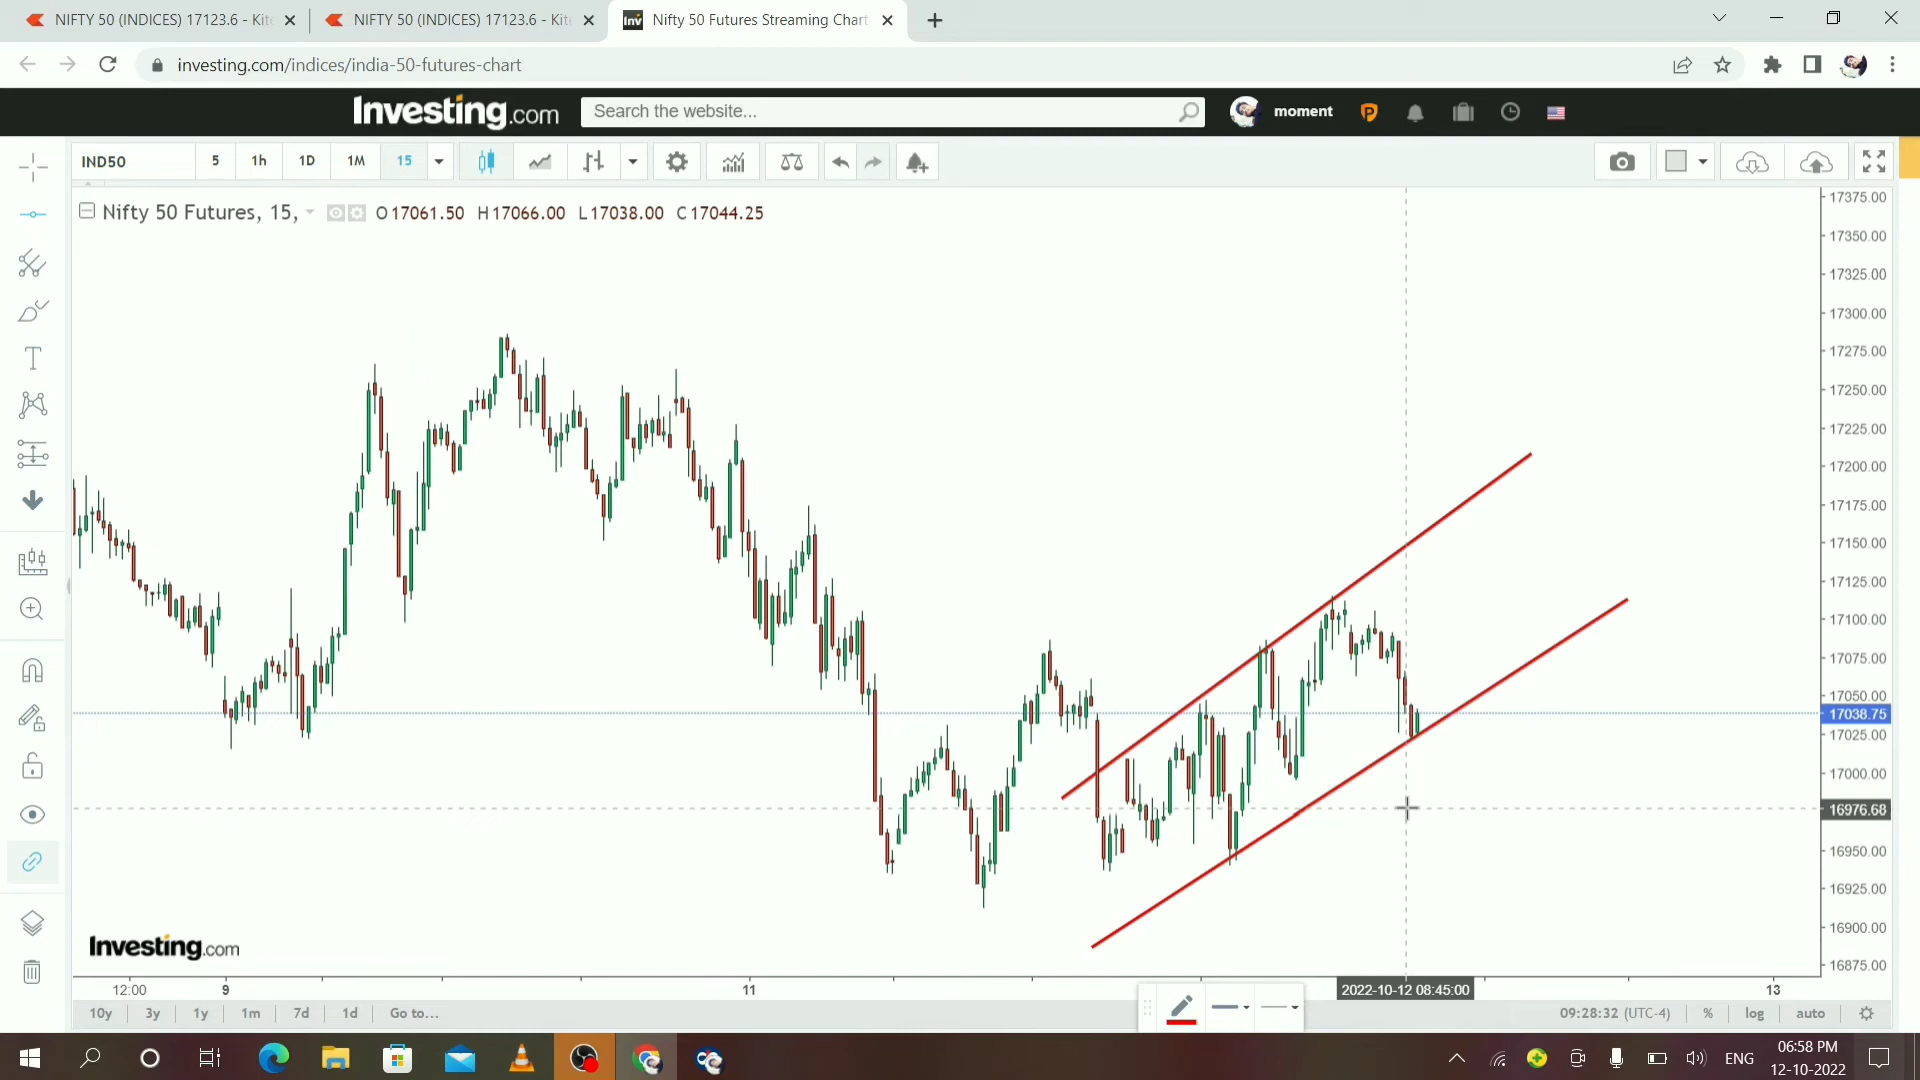 NIFTY 50 (INDICES) 17123.6 - Kit
NIFTY 50 (INDICES) 17123.6 - Kit
Inv
Nifty 50 Futures Streaming Chart
investing.com/indices/india-50-futures-chart
Investing.com
Search the website...
moment
P
IND50
5
1h
1D
1M
15
Nifty 50 Futures, 15,
O17061.50 H17066.00 L17038.00 C17044.25
17375.00
17350.00
17325.00
17300.00
17275.00
17250.00
17225.00
17200.00
17175.00
17150.00
17125.00
17100.00
17075.00
17050.00
17038.75
17025.00
17000.00
16976.68
16950.00
16925.00
16900.00
16875.00
Investing.com
12:00
9
11
2022-10-12 08:45:00
13
10y
3y
1y
1m
7d
1d
Go to...
09:28:32 (UTC-4)
%
log
auto
ENG
06:58 PM
12-10-2022